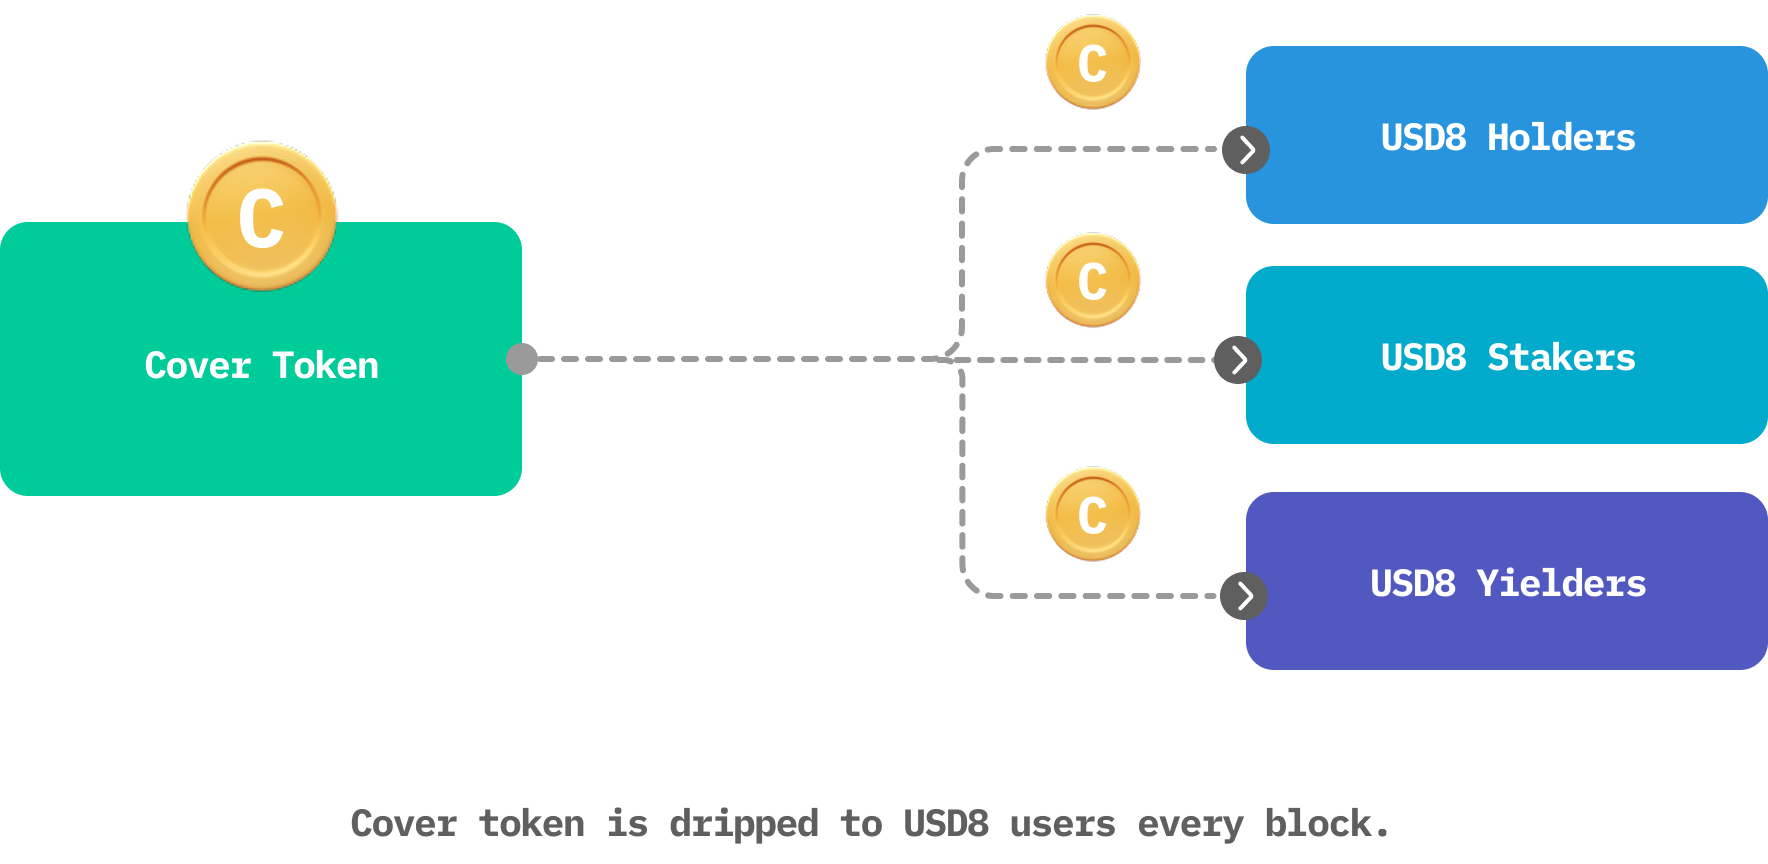 C
USD8 Holders
C
Cover Token
C
USD8 Stakers
C
USD8 Yielders
Cover token is dripped to USD8 users every block.